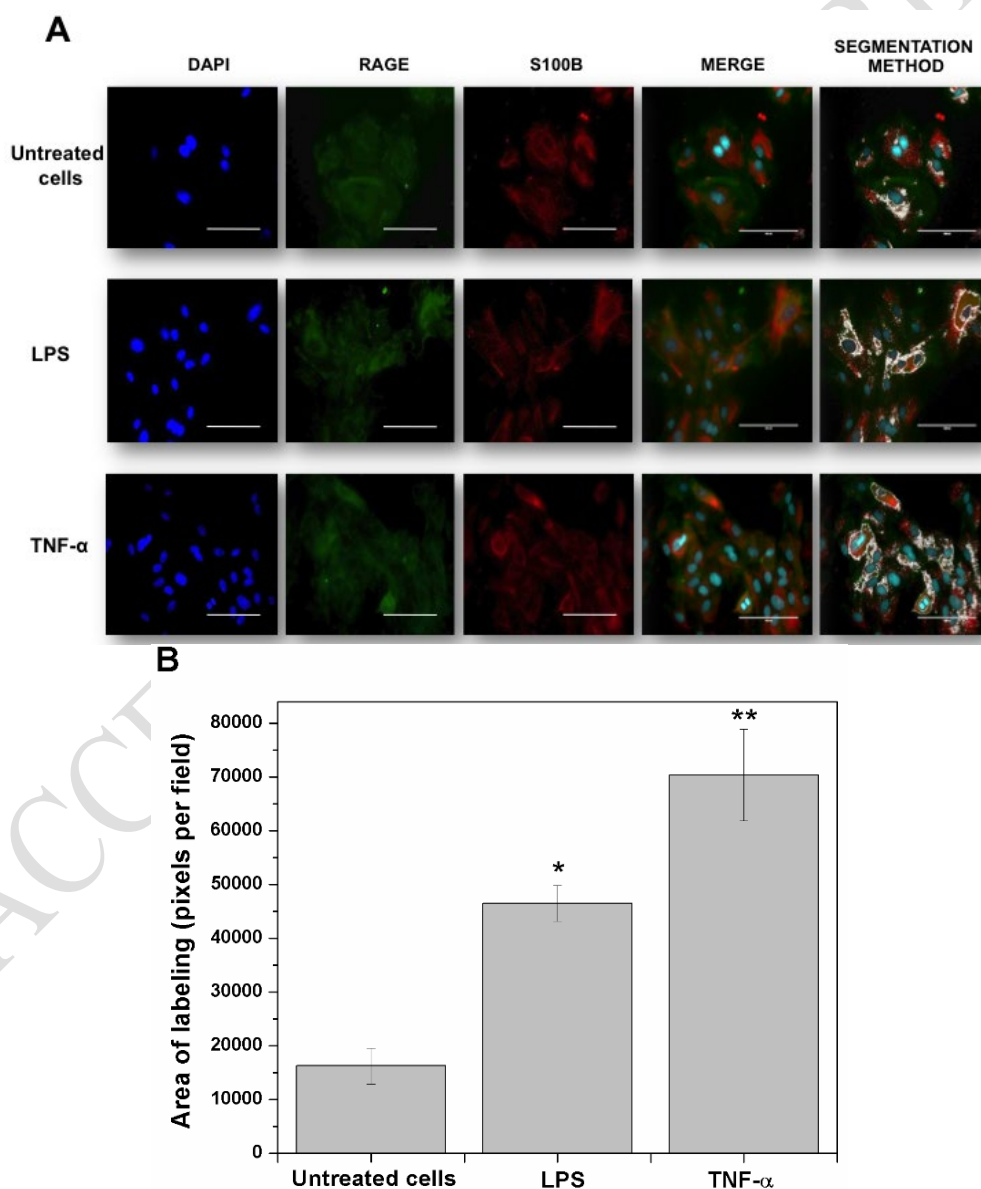 A
DAPI RAGE S100B MERGE SEGMENTATION
METHOD
Untreated
cells
LPS
TNF-α
B
Area of labeling (pixels per field)
80000
70000
60000
50000
40000
30000
20000
10000
0
*
**
Untreated cells LPS TNF-α